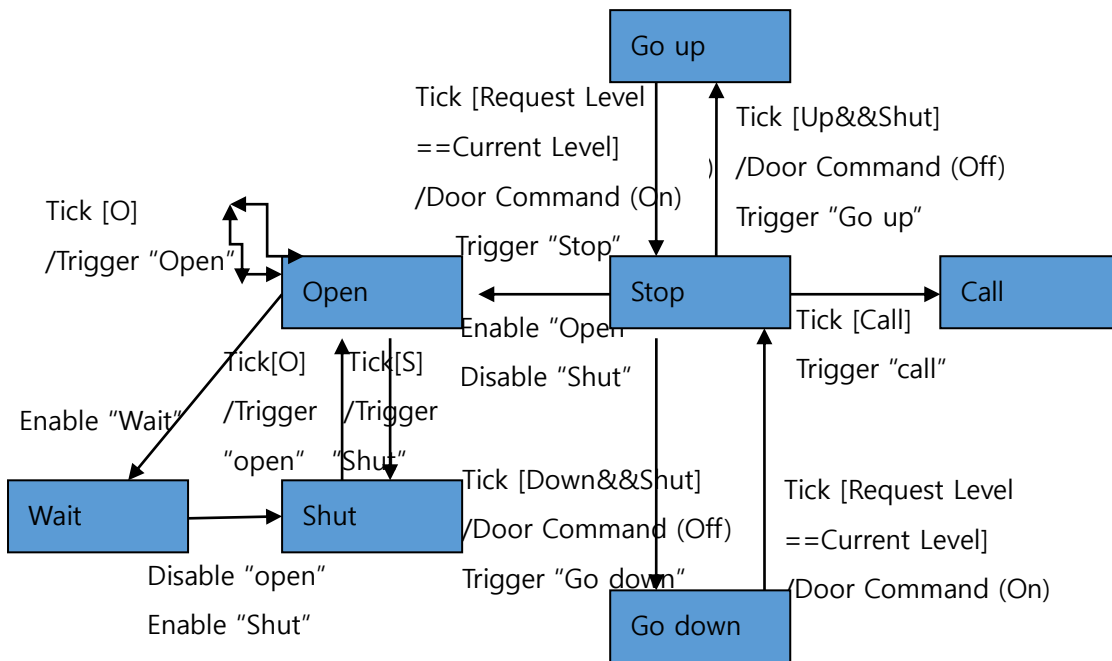 Go up
Tick [Request Level
==Current Level]
/Door Command (On)
Trigger "Stop"
)
Tick [Up&&Shut]
/Door Command (Off)
Trigger "Go up"
Tick [O]
/Trigger "Open"
Open
Stop
Call
Enable "Open
Disable "Shut"
Tick [Call]
Trigger "call"
Tick[O]
/Trigger
"open"
Tick[S]
/Trigger
"Shut"
Enable "Wait"
Wait
Shut
Disable "open"
Enable "Shut"
Tick [Down&&Shut]
/Door Command (Off)
Trigger "Go down"
Tick [Request Level
==Current Level]
/Door Command (On)
Go down